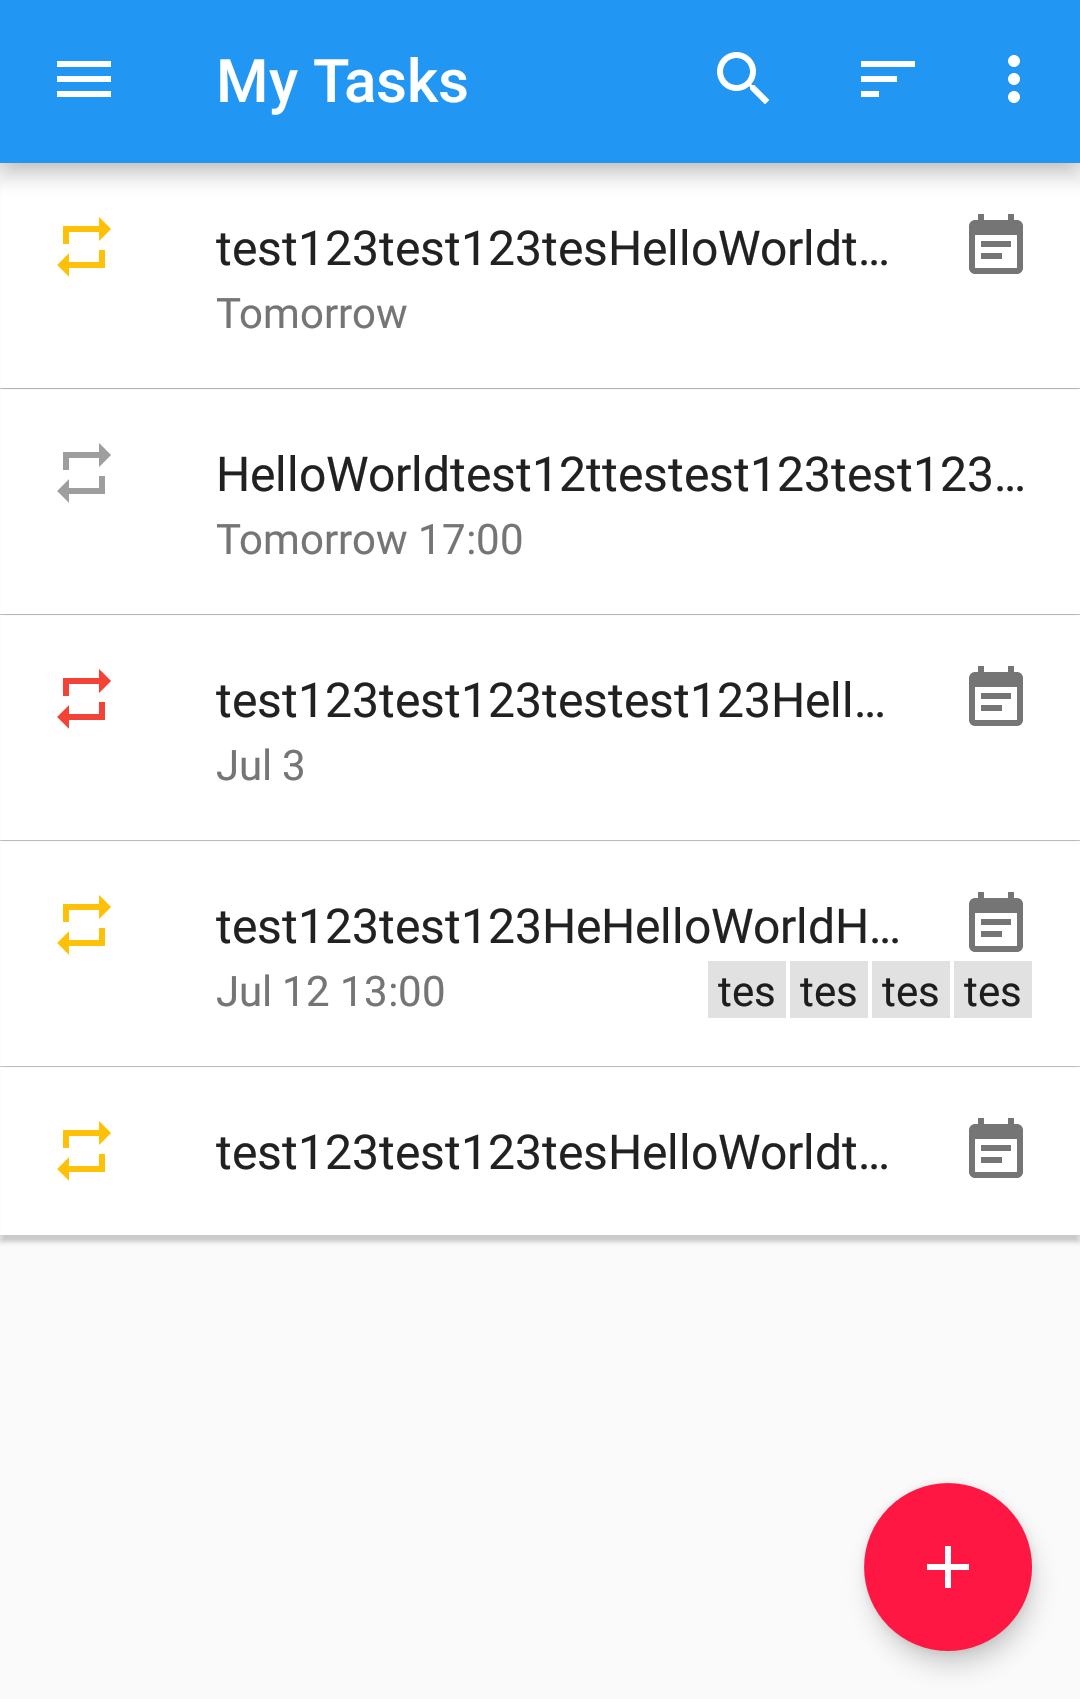 My Tasks
test123test123tesHelloWorldt...
Tomorrow
HelloWorldtest12ttestest123test123...
Tomorrow 17:00
test123test123testest123Hell...
Jul 3
test123test123HeHelloWorldH...
Jul 12 13:00 tes tes tes tes
test123test123tesHelloWorldt...